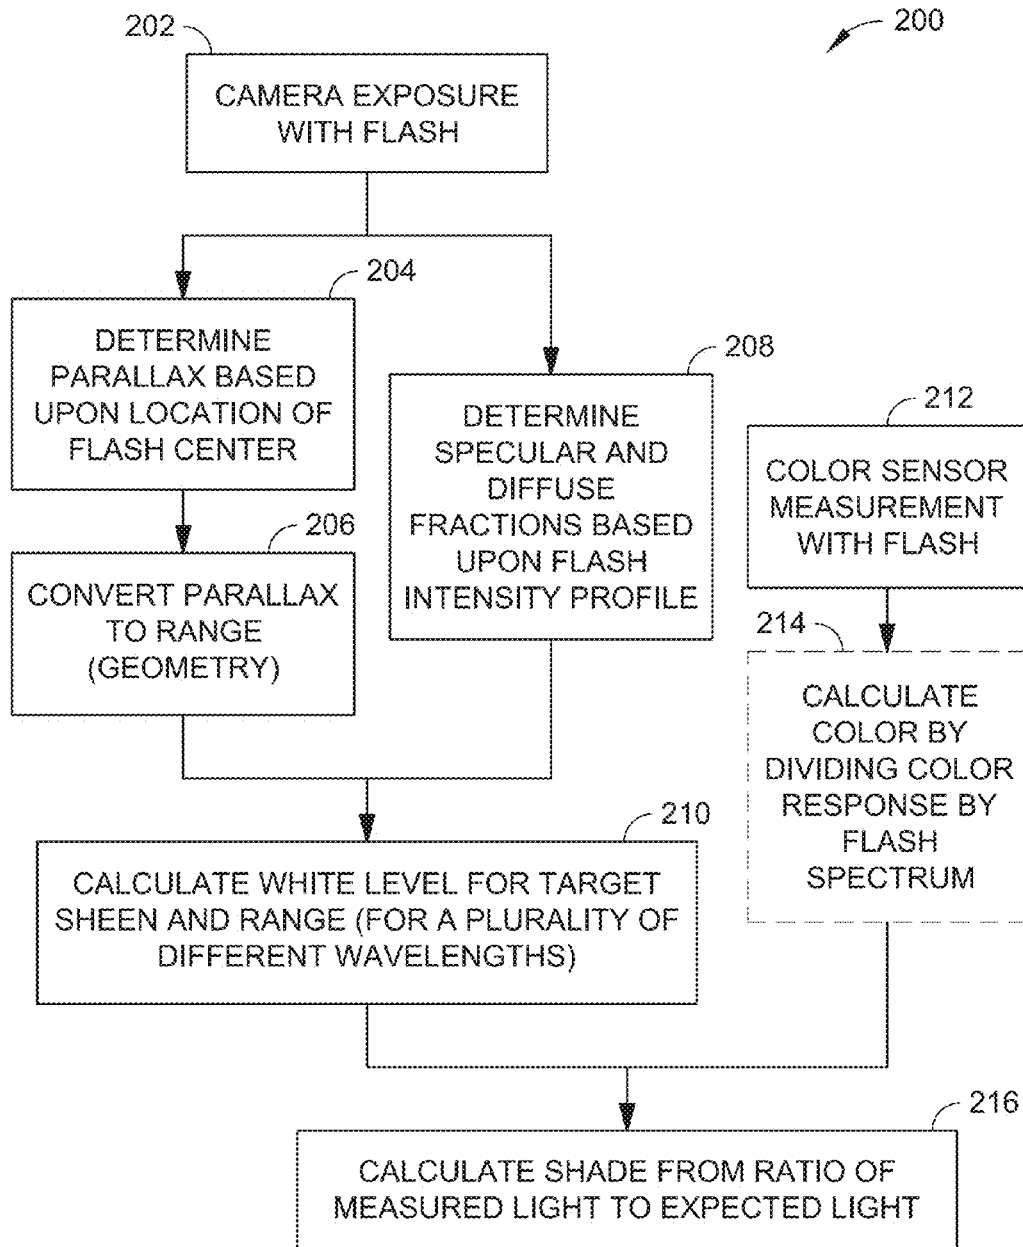 200
202
CAMERA EXPOSURE
WITH FLASH
204
DETERMINE
PARALLAX BASED
UPON LOCATION OF
FLASH CENTER
206
CONVERT PARALLAX
TO RANGE
(GEOMETRY)
208
DETERMINE
SPECULAR AND
DIFFUSE
FRACTIONS BASED
UPON FLASH
INTENSITY PROFILE
212
COLOR SENSOR
MEASUREMENT
WITH FLASH
214
CALCULATE
COLOR BY
DIVIDING COLOR
RESPONSE BY
FLASH
SPECTRUM
210
CALCULATE WHITE LEVEL FOR TARGET
SHEEN AND RANGE (FOR A PLURALITY OF
DIFFERENT WAVELENGTHS)
216
CALCULATE SHADE FROM RATIO OF
MEASURED LIGHT TO EXPECTED LIGHT